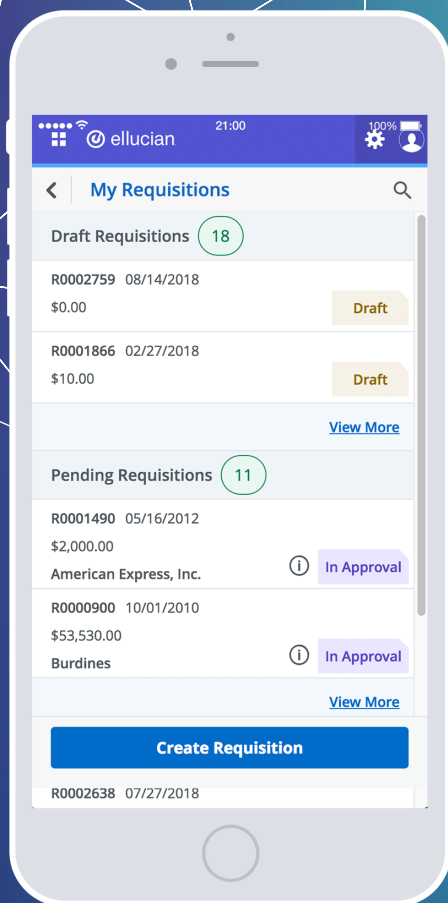 21:00
100%
ellucian
My Requisitions
Draft Requisitions 18
R0002759 08/14/2018
$0.00
Draft
R0001866 02/27/2018
$10.00
Draft
View More
Pending Requisitions 11
R0001490 05/16/2012
$2,000.00
American Express, Inc.
In Approval
R0000900 10/01/2010
$53,530.00
Burdines
In Approval
View More
Create Requisition
R0002638 07/27/2018